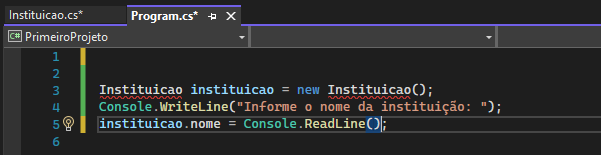 Instituicao.cs*
Program.cs*
C# PrimeiroProjeto
1
2
3 Instituicao instituicao = new Instituicao();
4 Console.WriteLine("Informe o nome da instituição: ");
5 instituicao.nome = Console.ReadLine();
6